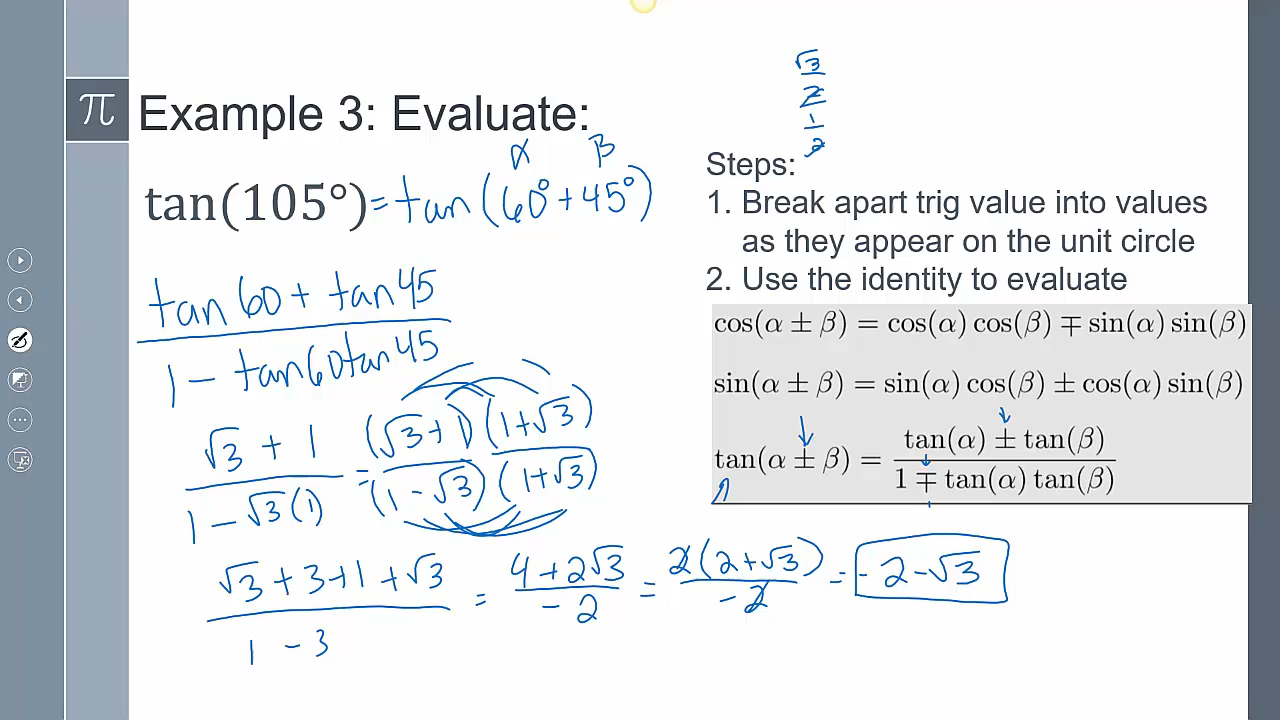 √3
2
1
2
π Example 3: Evaluate:
α β
tan(105°) = tan(60° + 45°)
tan 60 + tan 45
1 - tan 60 tan 45
√3 + 1 = (√3 + 1)(1 + √3)
1 - √3(1) (1 - √3)(1 + √3)
√3 + 3 + 1 + √3 = 4 + 2√3 = 2(2 + √3) = -2 - √3
1 - 3 -2 -2
Steps:
1. Break apart trig value into values
as they appear on the unit circle
2. Use the identity to evaluate
cos(α ± β) = cos(α) cos(β) ∓ sin(α) sin(β)
sin(α ± β) = sin(α) cos(β) ± cos(α) sin(β)
tan(α ± β) = tan(α) ± tan(β)
1 ∓ tan(α) tan(β)